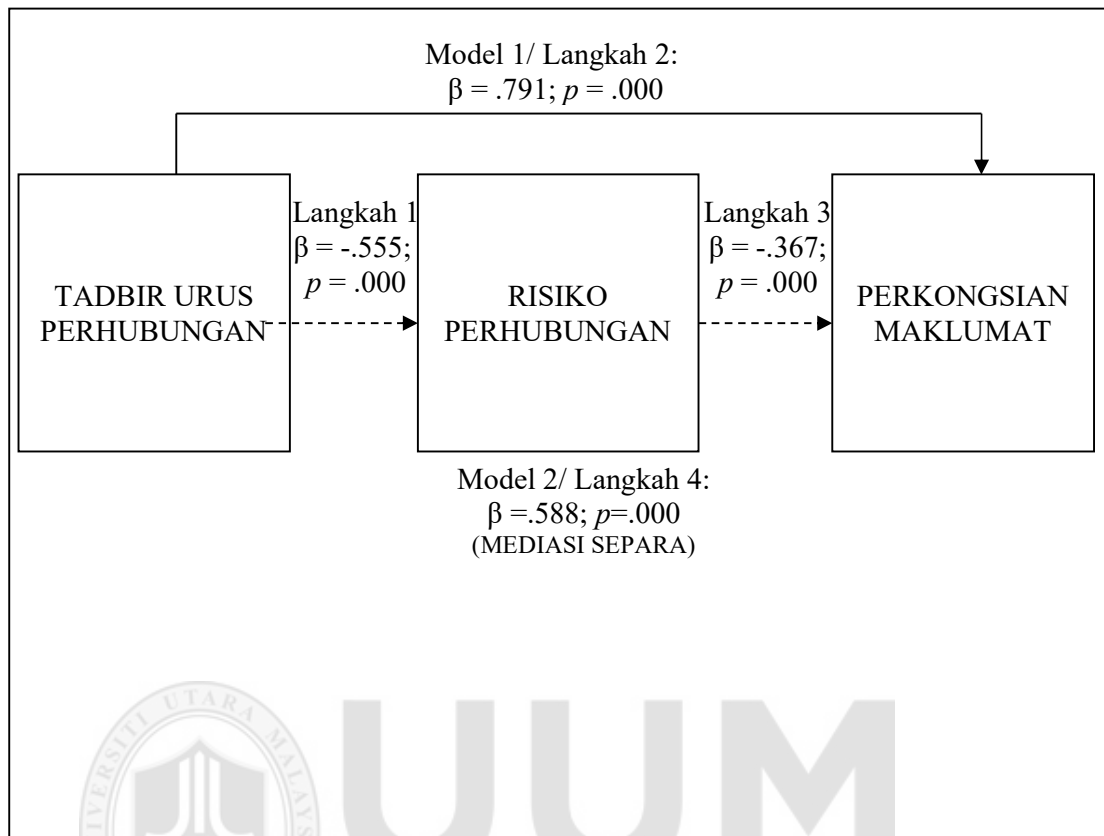 Model 1/ Langkah 2:
β = .791; p = .000
Langkah 1
β = -.555;
p = .000
Langkah 3
β = -.367;
p = .000
TADBIR URUS
PERHUBUNGAN
RISIKO
PERHUBUNGAN
PERKONGSIAN
MAKLUMAT
Model 2/ Langkah 4:
β =.588; p=.000
(MEDIASI SEPARA)
UTARA
UUM